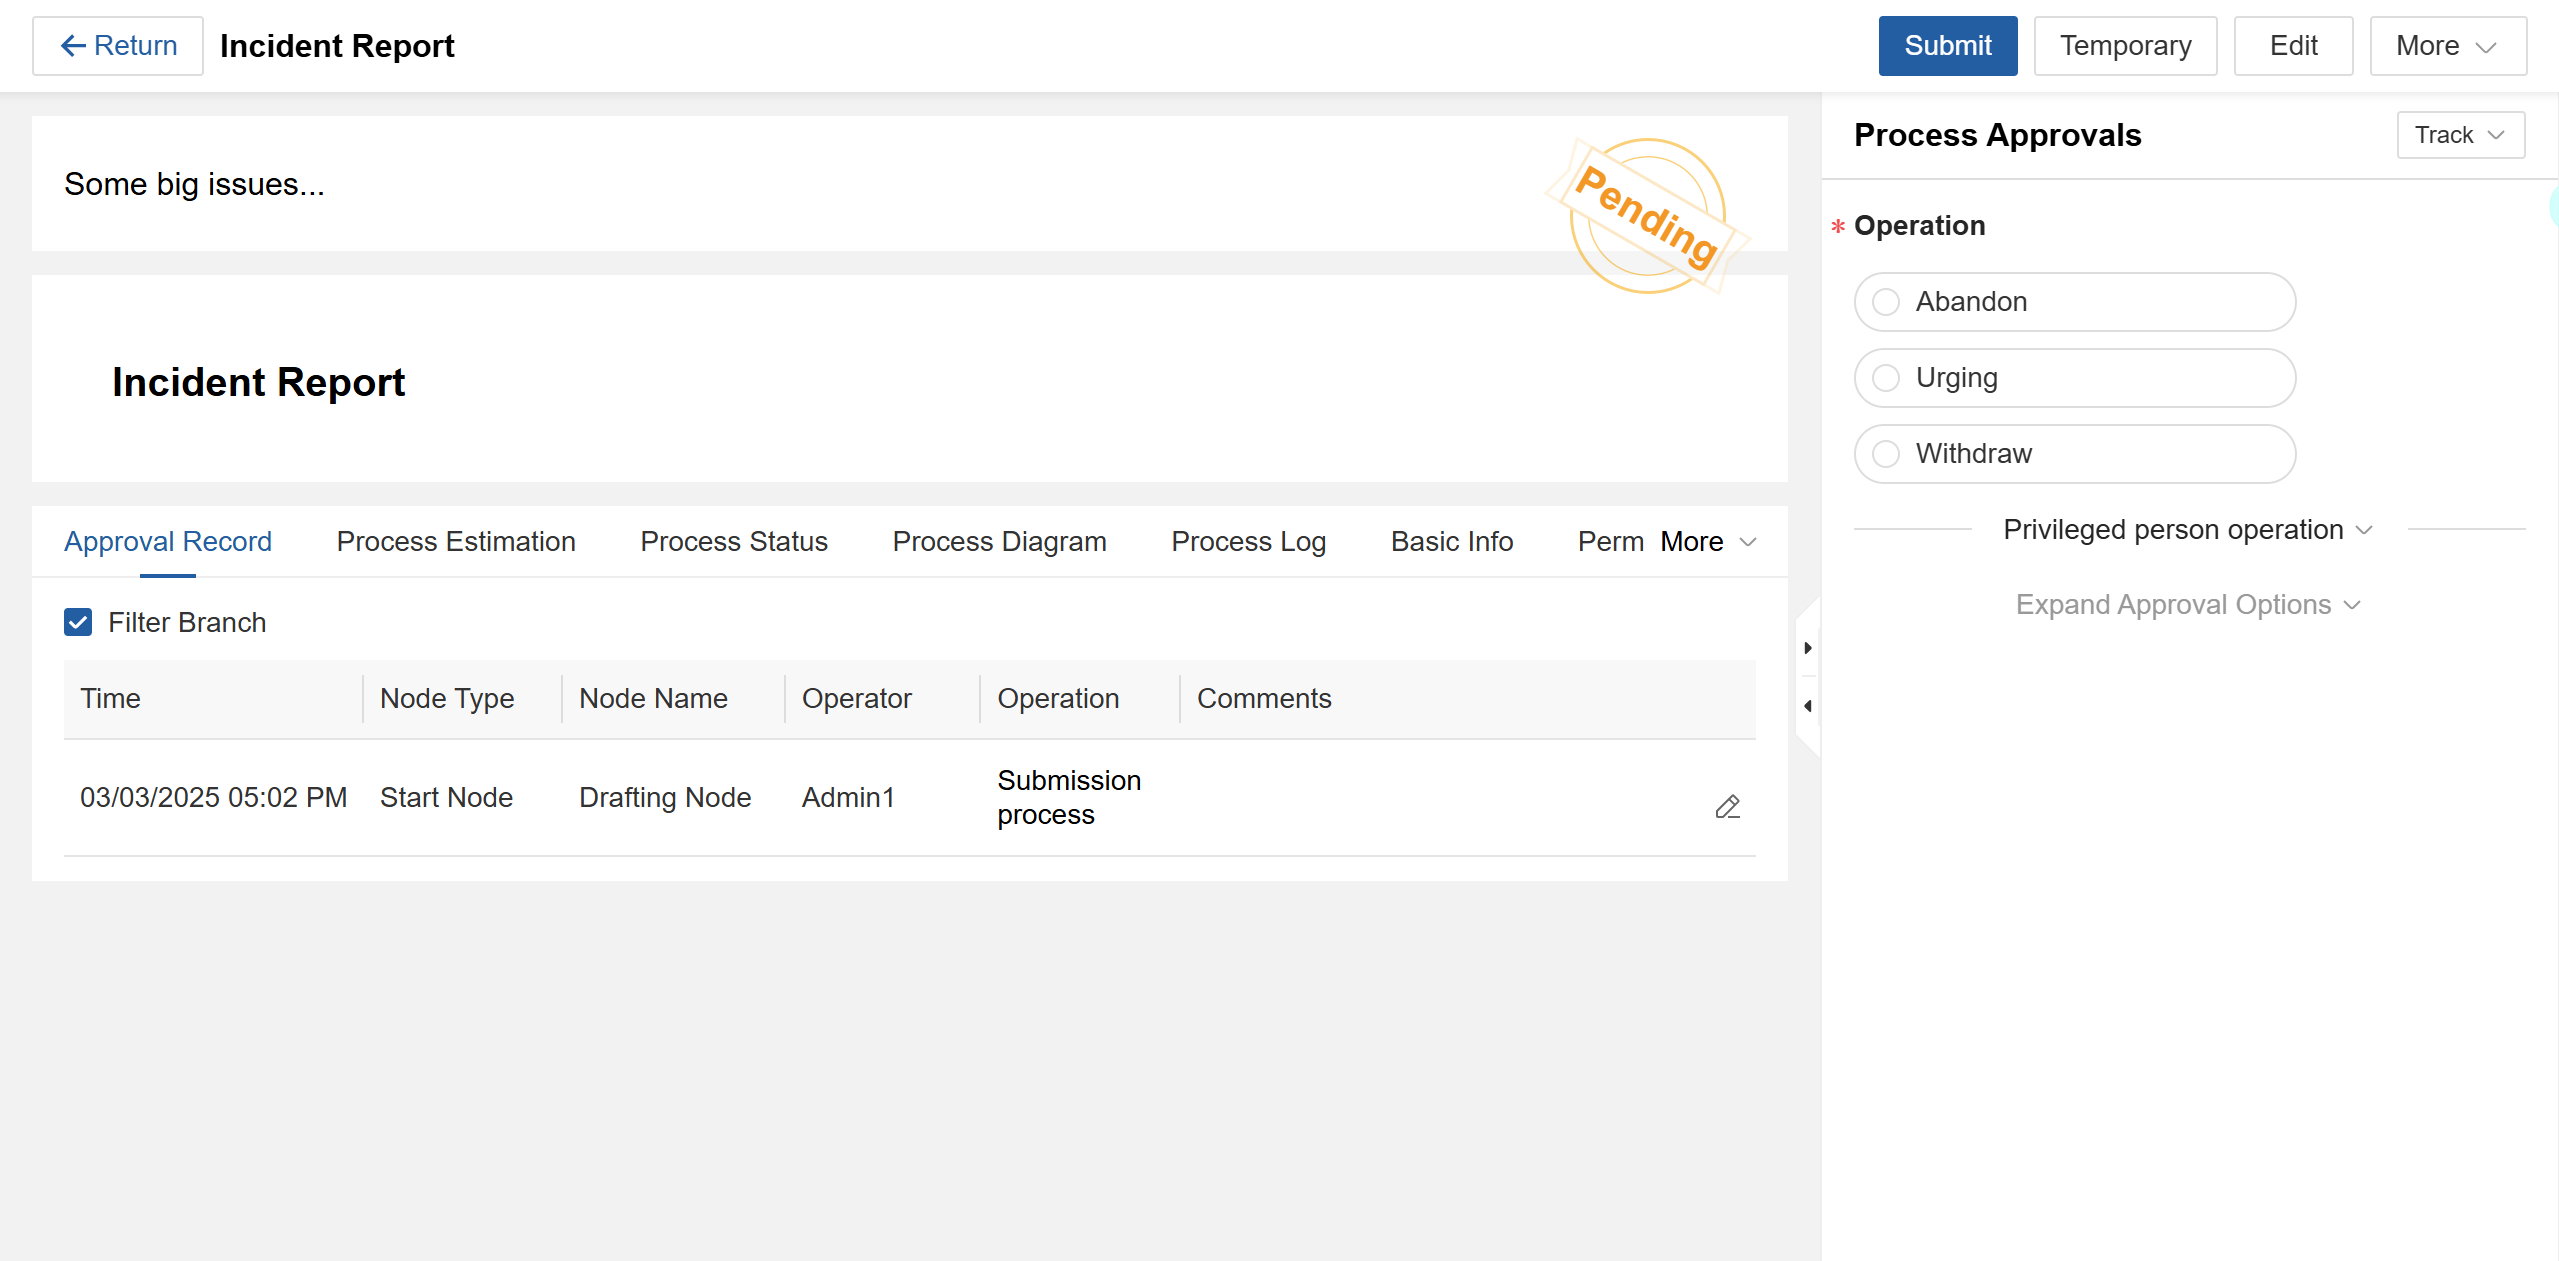 Return
Incident Report
Submit
Temporary
Edit
More
Some big issues...
Pending
Incident Report
Approval Record
Process Estimation
Process Status
Process Diagram
Process Log
Basic Info
Perm
More
Filter Branch
Time
Node Type
Node Name
Operator
Operation
Comments
03/03/2025 05:02 PM
Start Node
Drafting Node
Admin1
Submission
process
Process Approvals
Track
* Operation
Abandon
Urging
Withdraw
Privileged person operation
Expand Approval Options